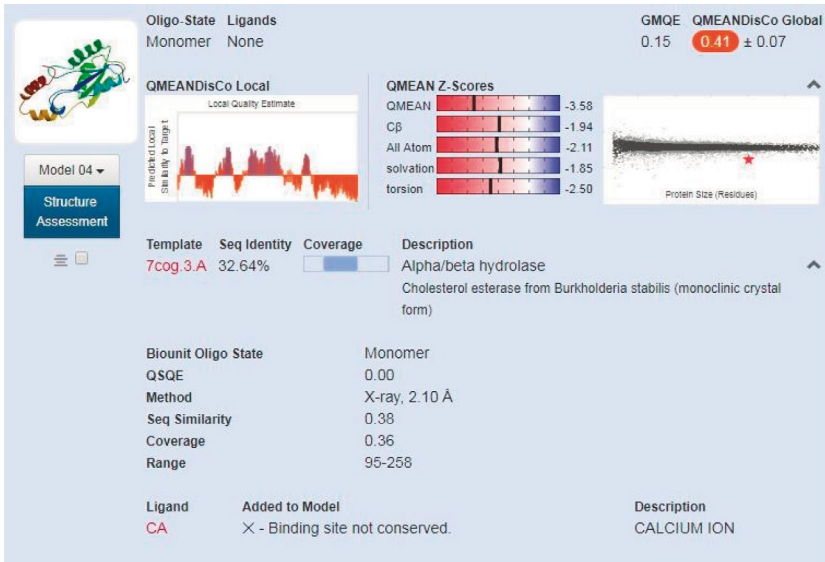 Oligo-State Ligands GMQE QMEANDisCo Global
Monomer None 0.15 0.41 ± 0.07
QMEANDisCo Local QMEAN Z-Scores
Local Quality Estimate
Predicted Local
Similarity to Target
QMEAN -3.58
Cβ -1.94
All Atom -2.11
solvation -1.85
torsion -2.50
Protein Size (Residues)
Model 04
Structure
Assessment
Template Seq Identity Coverage Description
7cog.3.A 32.64% Alpha/beta hydrolase
Cholesterol esterase from Burkholderia stabilis (monoclinic crystal
form)
Biounit Oligo State Monomer
QSQE 0.00
Method X-ray, 2.10 Å
Seq Similarity 0.38
Coverage 0.36
Range 95-258
Ligand Added to Model Description
CA X - Binding site not conserved. CALCIUM ION